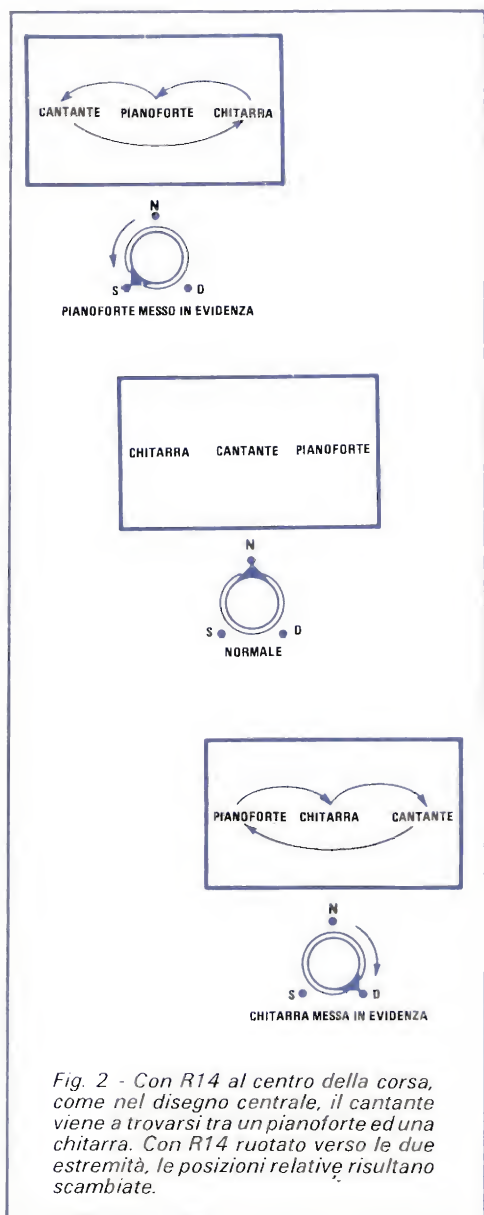 CANTANTE PIANOFORTE CHITARRA
N
S D
PIANOFORTE MESSO IN EVIDENZA
CHITARRA CANTANTE PIANOFORTE
N
S D
NORMALE
PIANOFORTE CHITARRA CANTANTE
N
S D
CHITARRA MESSA IN EVIDENZA
Fig. 2 - Con R14 al centro della corsa,
come nel disegno centrale, il cantante
viene a trovarsi tra un pianoforte ed una
chitarra. Con R14 ruotato verso le due
estremità, le posizioni relative risultano
scambiate.